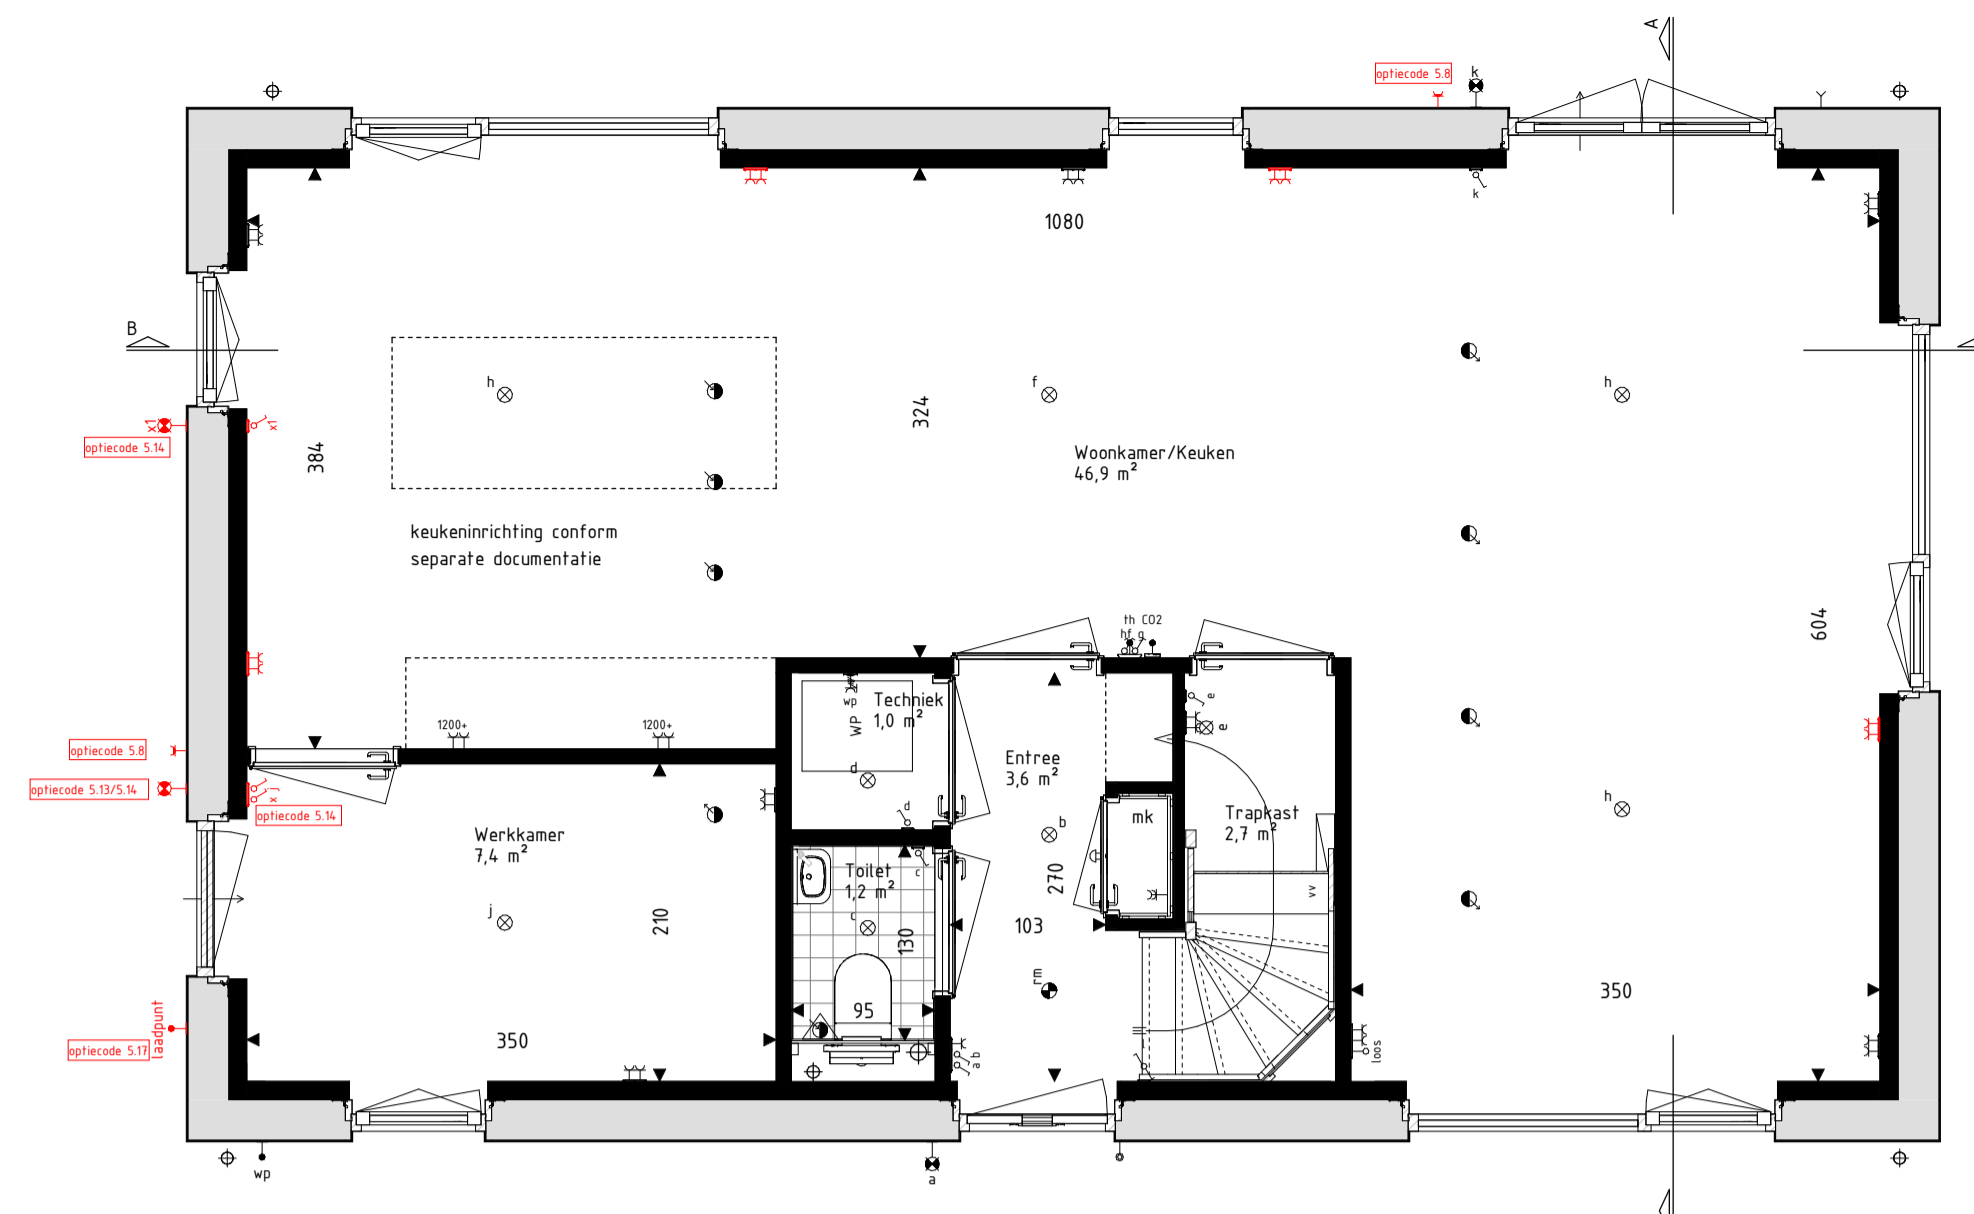 A
optiecode 5.8
k
k
1080
B
h
f
h
x1
x1
optiecode 5.14
384
324
Woonkamer/Keuken
46,9 m²
keukeninrichting conform
separate documentatie
604
th CO2
hf g
1200+
1200+
wp
WP
Techniek
1,0 m²
d
d
e
e
Entree
3,6 m²
optiecode 5.8
optiecode 5.13/5.14
x j
optiecode 5.14
mk
b
h
Trapkast
2,7 m²
Werkkamer
7,4 m²
Toilet
1,2 m²
c
c
270
vv
j
210
130
103
rm
95
350
350
laadpunt
optiecode 5.17
a b
loos
wp
a